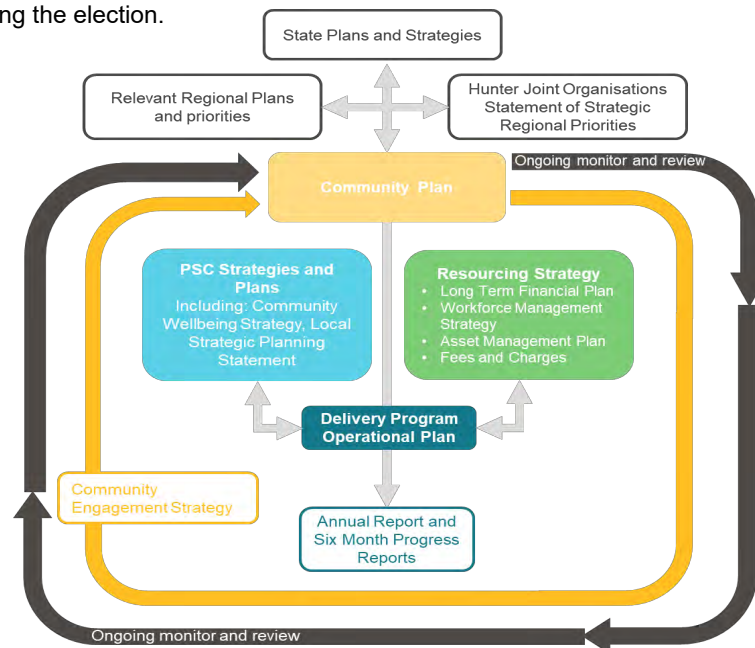 ng the election.
State Plans and Strategies
Relevant Regional Plans
and priorities
Hunter Joint Organisations
Statement of Strategic
Regional Priorities
Ongoing monitor and review
Community Plan
PSC Strategies and
Plans
Including: Community
Wellbeing Strategy, Local
Strategic Planning
Statement
Resourcing Strategy
• Long Term Financial Plan
• Workforce Management
Strategy
• Asset Management Plan
• Fees and Charges
Delivery Program
Operational Plan
Community
Engagement Strategy
Annual Report and
Six Month Progress
Reports
Ongoing monitor and review